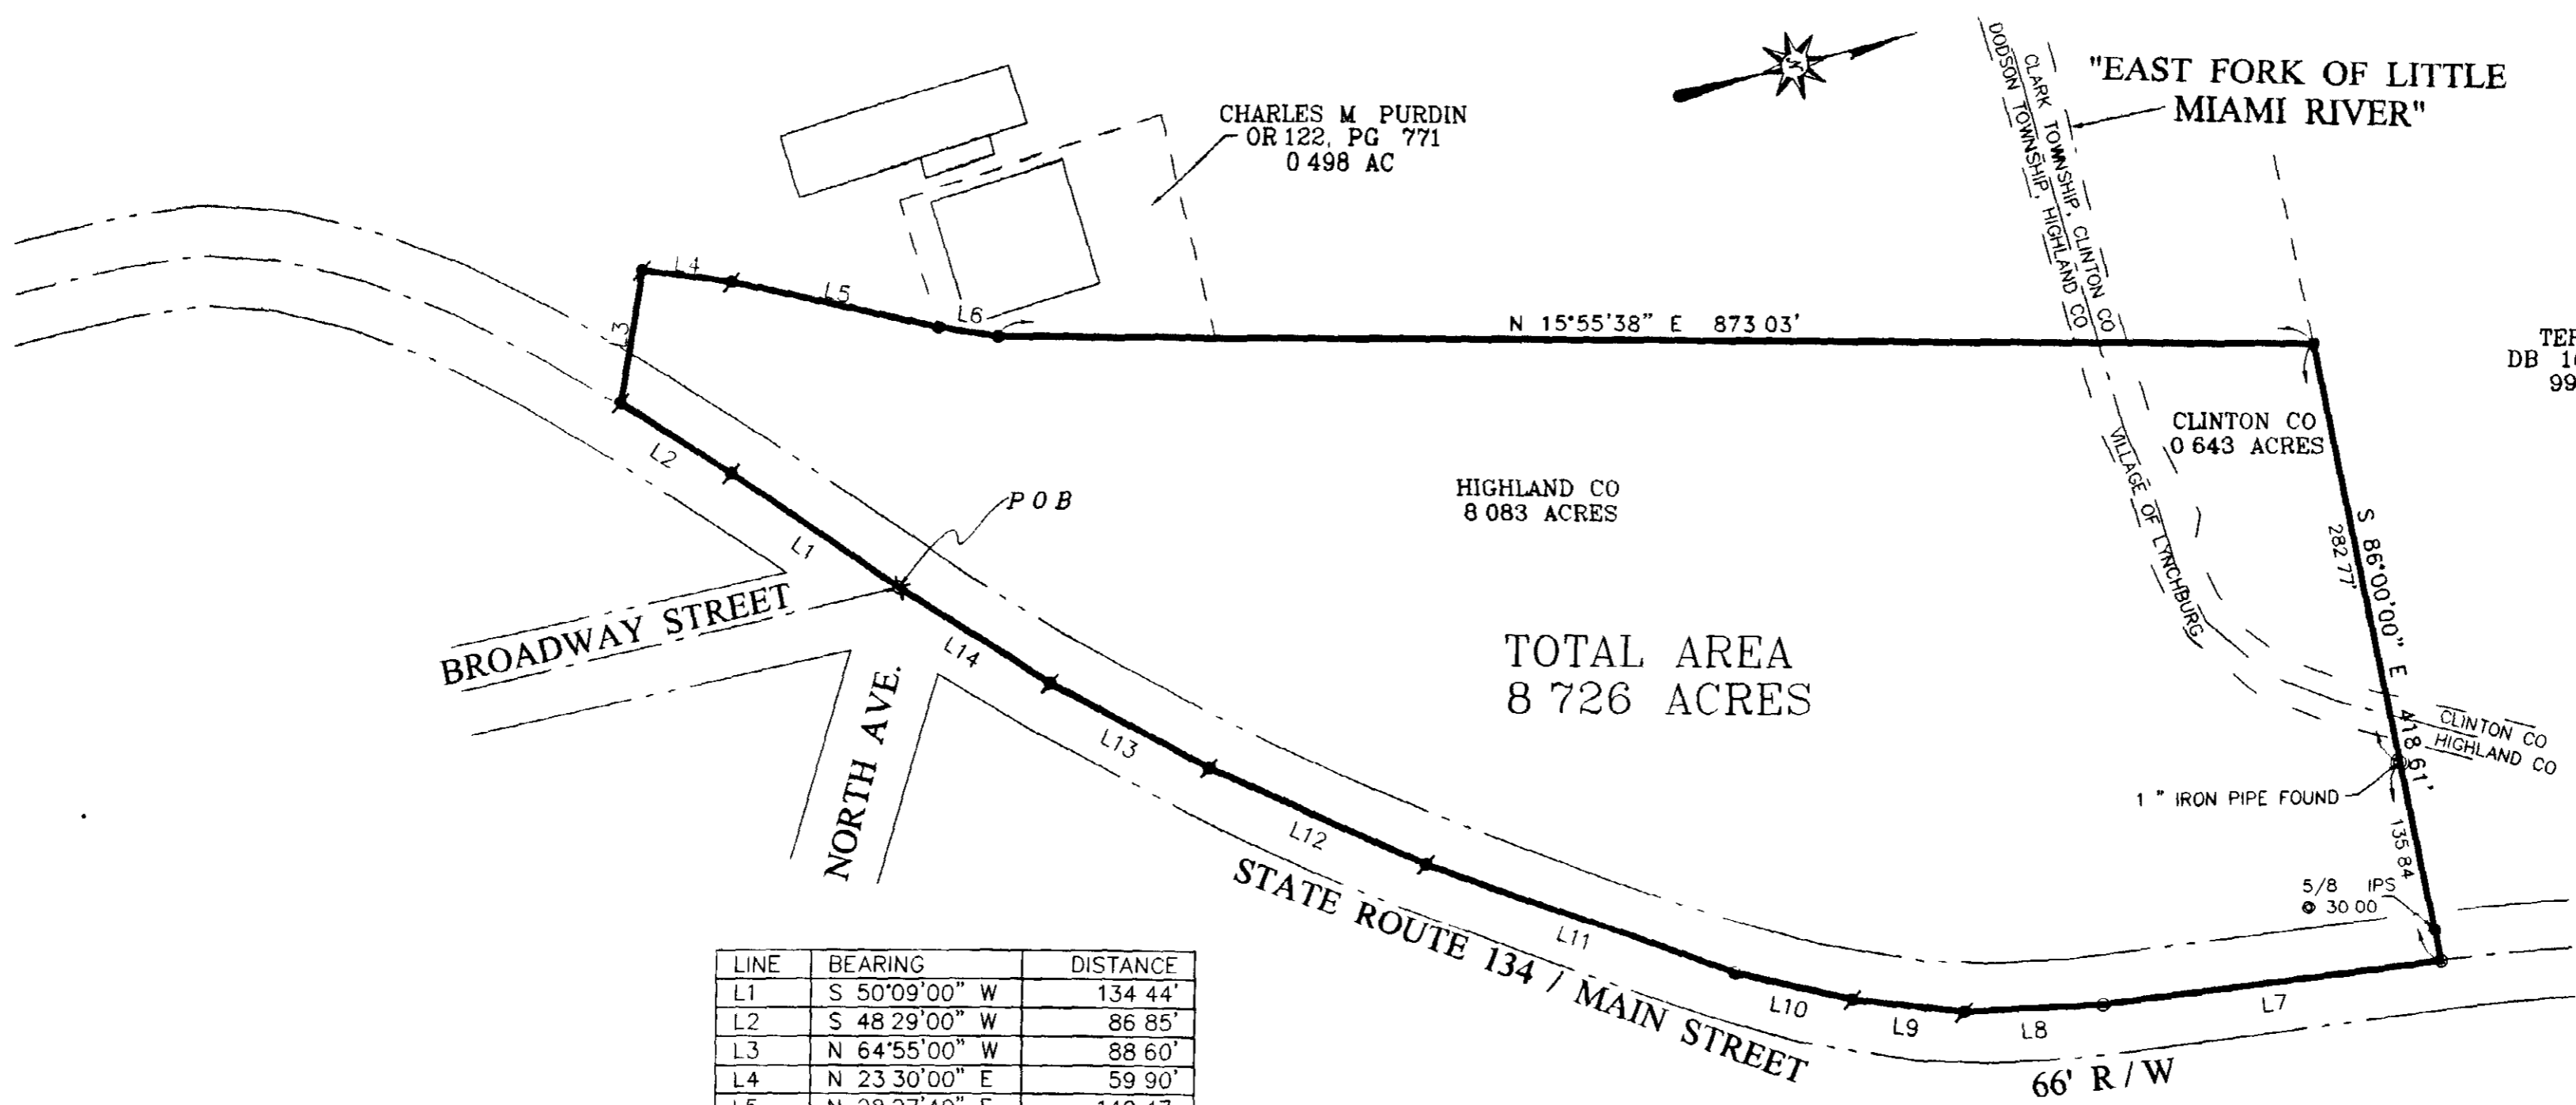 "EAST FORK OF LITTLE
MIAMI RIVER"
CLARK TOWNSHIP, CLINTON CO
DODSON TOWNSHIP, HIGHLAND CO
N
CHARLES M PURDIN
OR 122, PG 771
0 498 AC
L4
L5
L6
L3
N 15°55'38" E 873 03'
DB
99
CLINTON CO
0 643 ACRES
VILLAGE OF LYNCHBURG
S 86°00'00" E 418 61'
282 77'
L2
L1
P O B
HIGHLAND CO
8 083 ACRES
BROADWAY STREET
NORTH AVE.
L14
L13
L12
TOTAL AREA
8 726 ACRES
CLINTON CO
HIGHLAND CO
1 " IRON PIPE FOUND
135 84
5/8 IPS
@ 30 00
STATE ROUTE 134 / MAIN STREET
L11
L10
L9
L8
L7
66' R / W
LINE BEARING DISTANCE
L1 S 50°09'00" W 134 44'
L2 S 48 29'00" W 86 85'
L3 N 64°55'00" W 88 60'
L4 N 23 30'00" E 59 90'